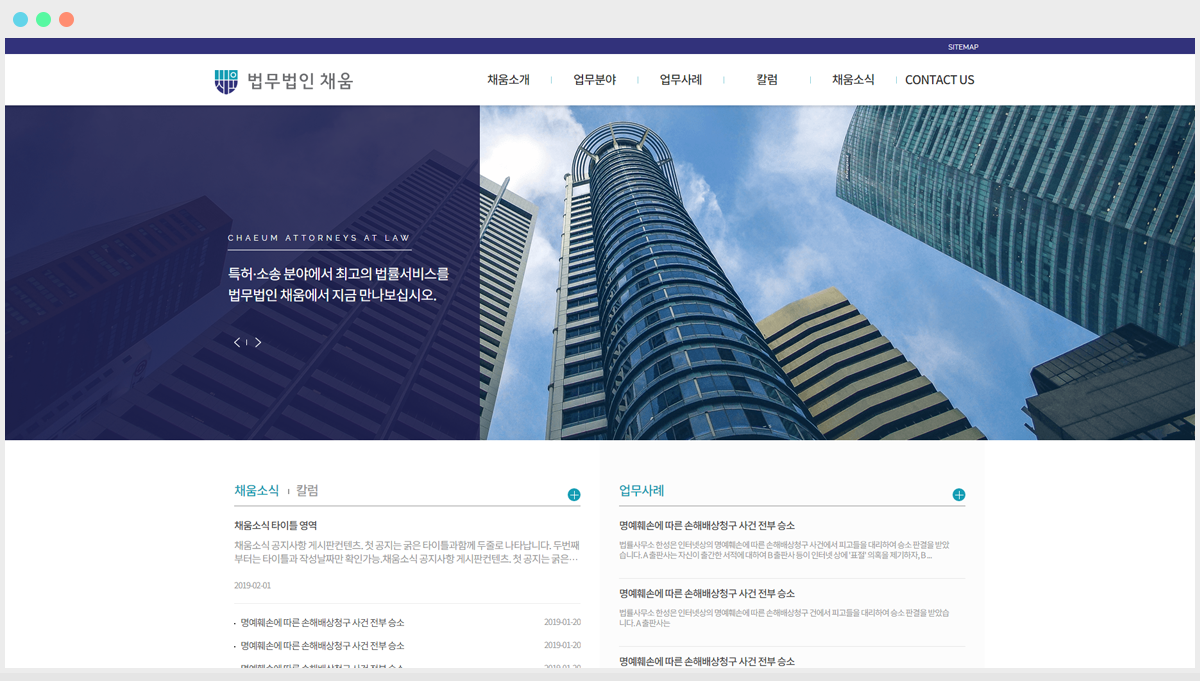 SITEMAP
법무법인 채움
채움소개
업무분야
업무사례
칼럼
채움소식
CONTACT US
CHAEUM ATTORNEYS AT LAW
특허·소송 분야에서 최고의 법률서비스를
법무법인 채움에서 지금 만나보십시오.
채움소식
칼럼
채움소식 타이틀 영역
채움소식 공지사항 게시판컨텐츠. 첫 공지는 굵은 타이틀과함께 두줄로 나타납니다. 두번째
부터는 타이틀과 작성날짜만 확인가능.채움소식 공지사항 게시판컨텐츠. 첫 공지는 굵은…
2019-02-01
· 명예훼손에 따른 손해배상청구 사건 전부 승소 2019-01-20
· 명예훼손에 따른 손해배상청구 사건 전부 승소 2019-01-20
· 명예훼손에 따른 손해배상청구 사건 전부 승소 2019-01-20
업무사례
명예훼손에 따른 손해배상청구 사건 전부 승소
법률사무소 한성은 인터넷상의 명예훼손에 따른 손해배상청구 사건에서 피고들을 대리하여 승소 판결을 받았
습니다. A 출판사는 자신이 출간한 서적에 대하여 B 출판사 등이 인터넷 상에 '표절' 의혹을 제기하자, B ...
명예훼손에 따른 손해배상청구 사건 전부 승소
법률사무소 한성은 인터넷상의 명예훼손에 따른 손해배상청구 건에서 피고들을 대리하여 승소 판결을 받았습
니다. A 출판사는
명예훼손에 따른 손해배상청구 사건 전부 승소